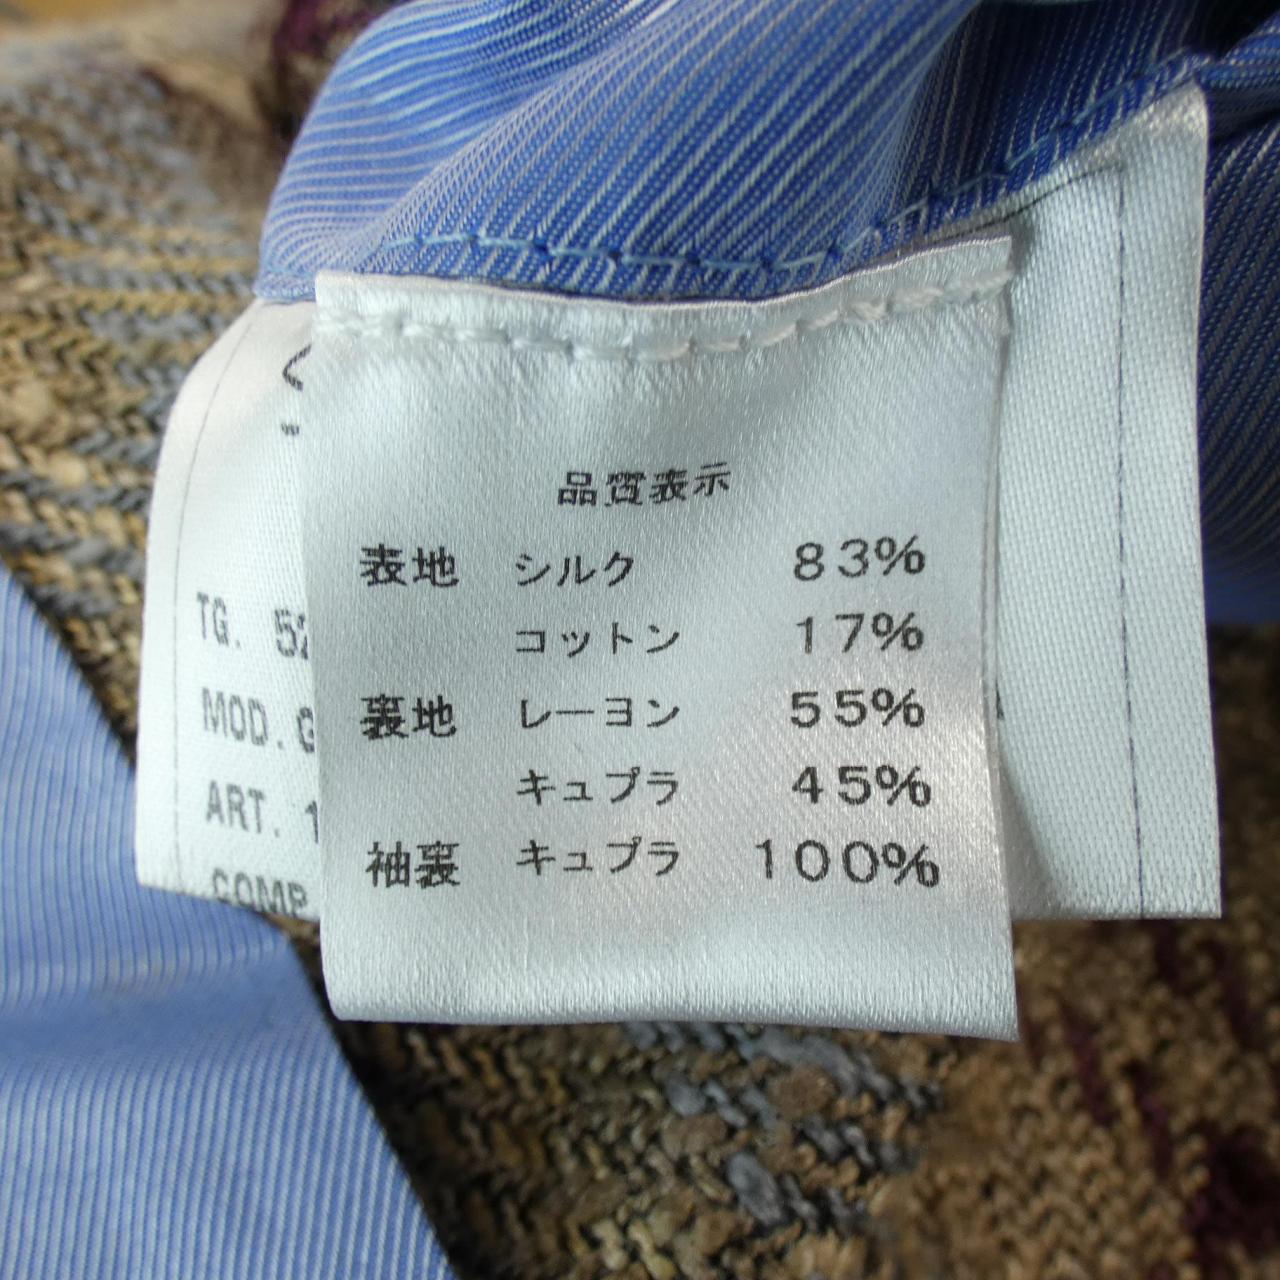 品質表示
表地 シルク 83%
コットン 17%
裏地 レーヨン 55%
キュプラ 45%
袖裏 キュプラ 100%
TG. 52
MOD. G
ART. 1
COMP